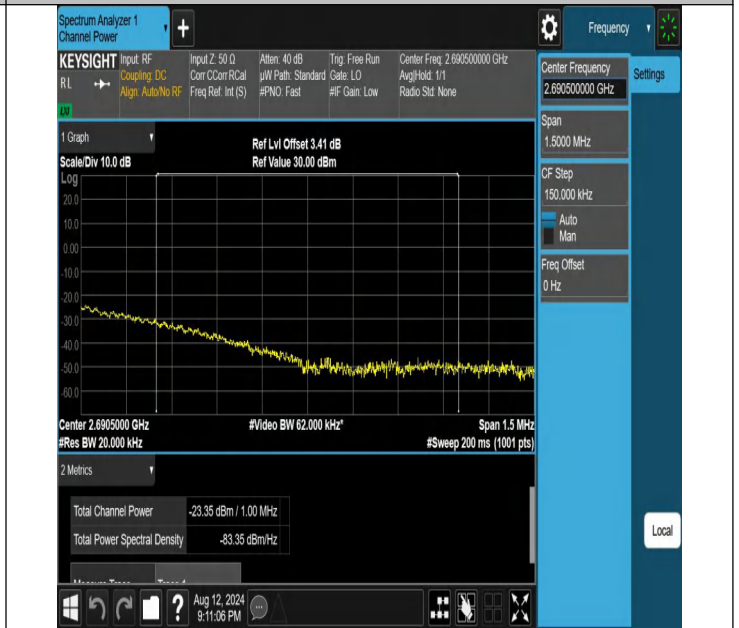 Spectrum Analyzer 1
Channel Power
+
Frequency
KEYSIGHT
RL
LXI
Input: RF
Coupling: DC
Align: Auto/No RF
Input Z: 50 Ω
Corr CCorr RCal
Freq Ref: Int (S)
Atten: 40 dB
µW Path: Standard
#PNO: Fast
Trig: Free Run
Gate: LO
#IF Gain: Low
Center Freq: 2.690500000 GHz
Avg|Hold: 1/1
Radio Std: None
Center Frequency
2.690500000 GHz
Settings
Span
1.5000 MHz
CF Step
150.000 kHz
Auto
Man
Freq Offset
0 Hz
1 Graph
Scale/Div 10.0 dB
Ref Lvl Offset 3.41 dB
Ref Value 30.00 dBm
Log
20.0
10.0
0.00
-10.0
-20.0
-30.0
-40.0
-50.0
-60.0
Center 2.6905000 GHz
#Video BW 62.000 kHz*
Span 1.5 MHz
#Res BW 20.000 kHz
#Sweep 200 ms (1001 pts)
2 Metrics
Total Channel Power -23.35 dBm / 1.00 MHz
Total Power Spectral Density -83.35 dBm/Hz
Local
?
Aug 12, 2024
9:11:06 PM